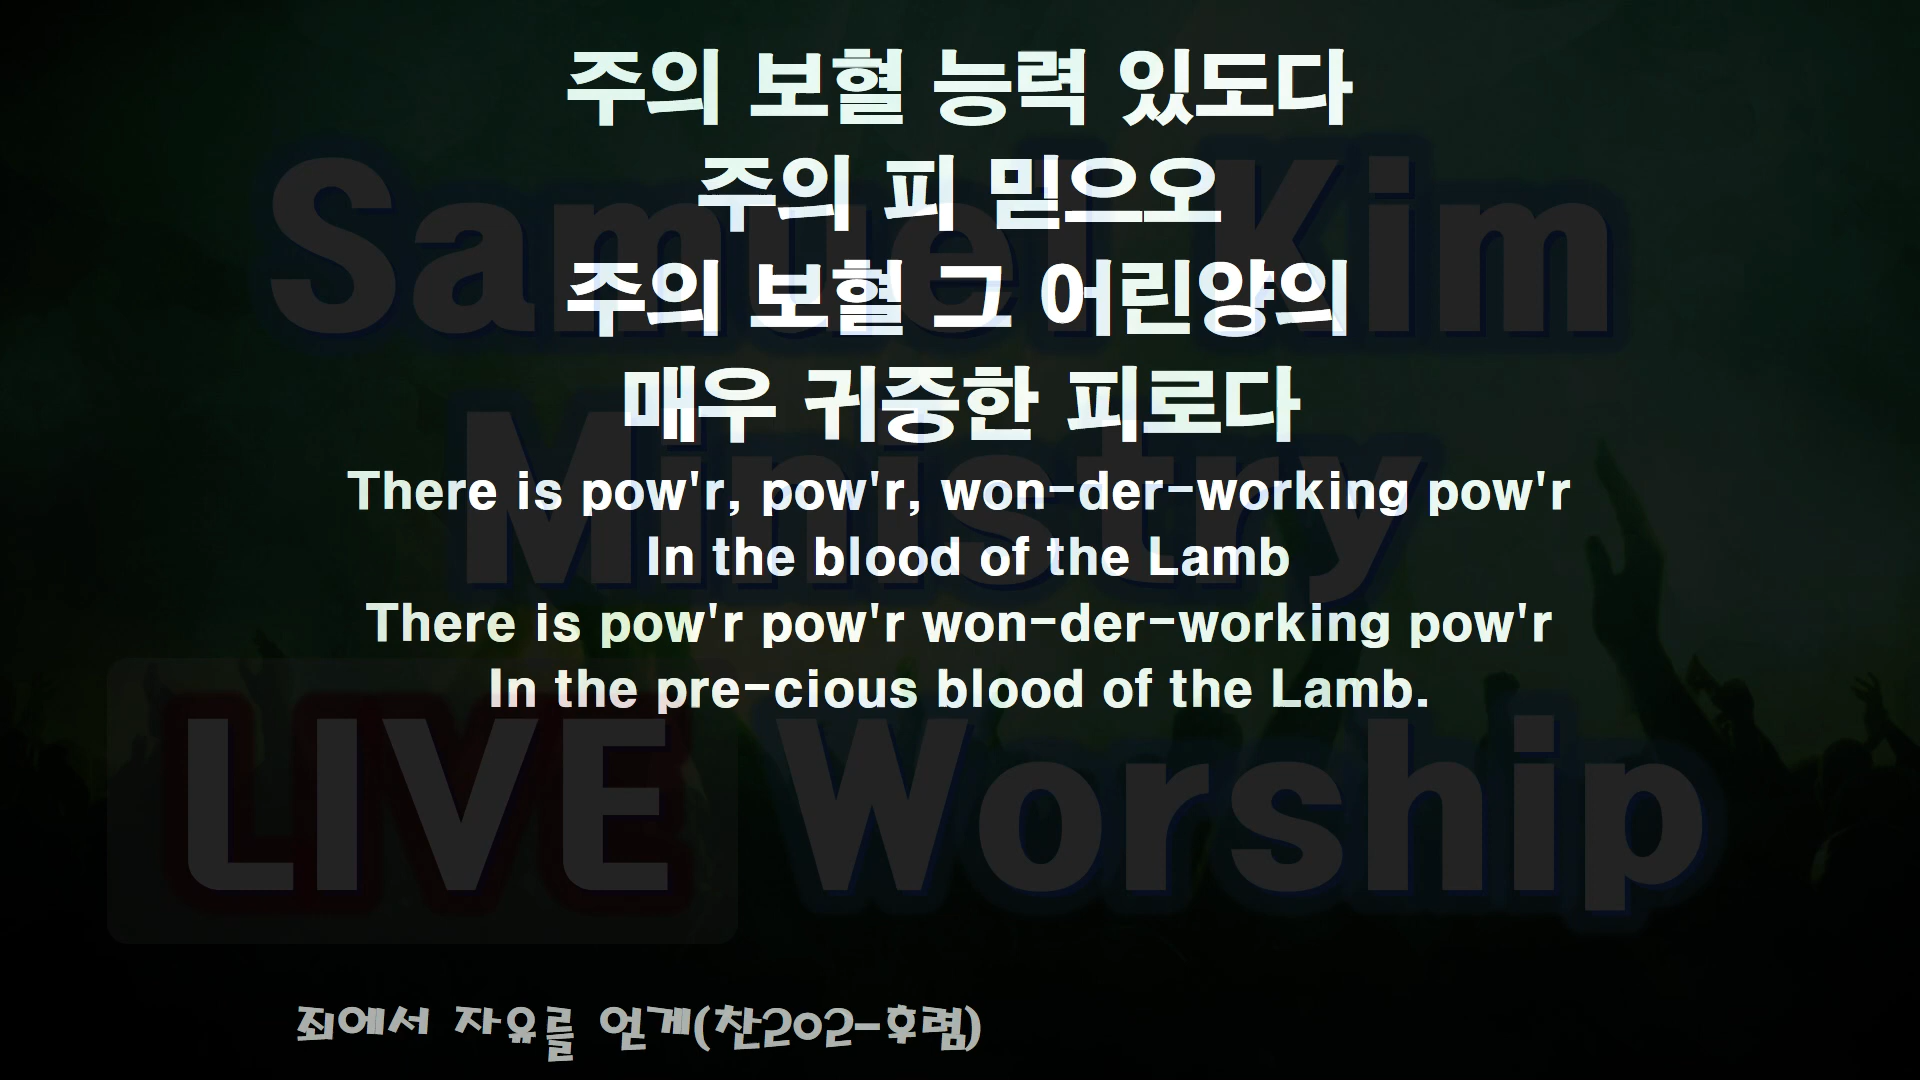 주의 보혈 능력 있도다
주의 피 믿으오
주의 보혈 그 어린양의
매우 귀중한 피로다
There is pow'r, pow'r, won-der-working pow'r
In the blood of the Lamb
There is pow'r pow'r won-der-working pow'r
In the pre-cious blood of the Lamb.
Samuel Kim
Ministry
LIVE Worship
죄에서 자유를 얻게(찬202-후렴)